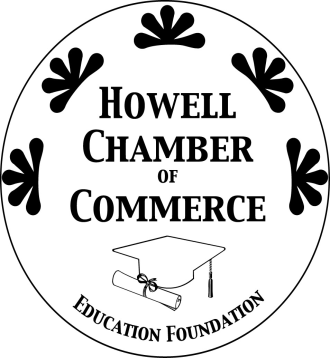 HOWELL
CHAMBER
OF
COMMERCE
EDUCATION FOUNDATION